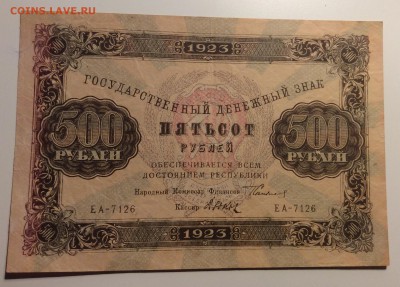 COINS.LAVE.RU
1923
ГОСУДАРСТВЕННЫЙ ДЕНЕЖНЫЙ ЗНАК
500 ПЯТЬСОТ 500
РУБЛЕЙ РУБЛЕЙ РУБЛЕЙ
ОБЕСПЕЧИВАЕТСЯ ВСЕМ
ДОСТОЯНИЕМ РЕСПУБЛИКИ
Народный Комиссар Финансов
ЕА-7126 Кассир ЕА-7126
1923